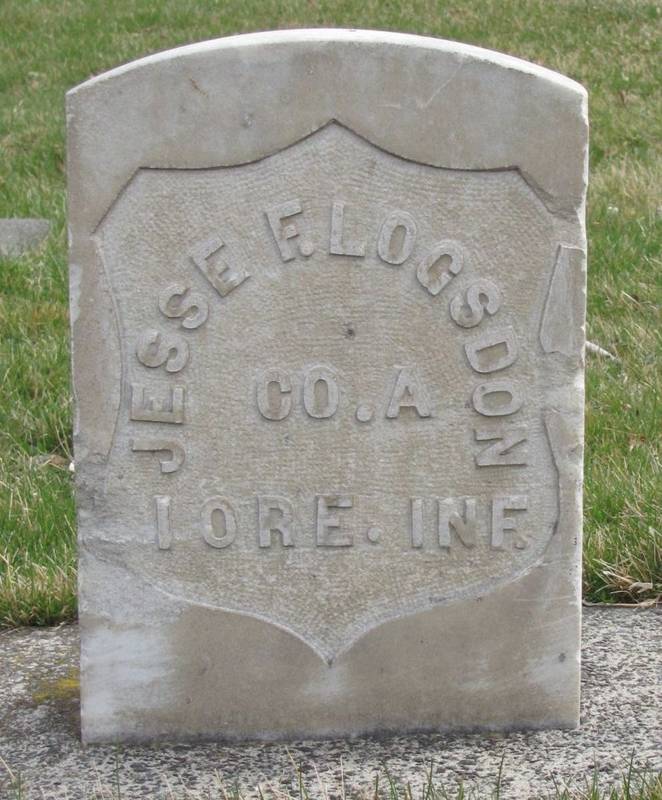 JESSE F. LOGSDON
CO. A
1 ORE. INF.